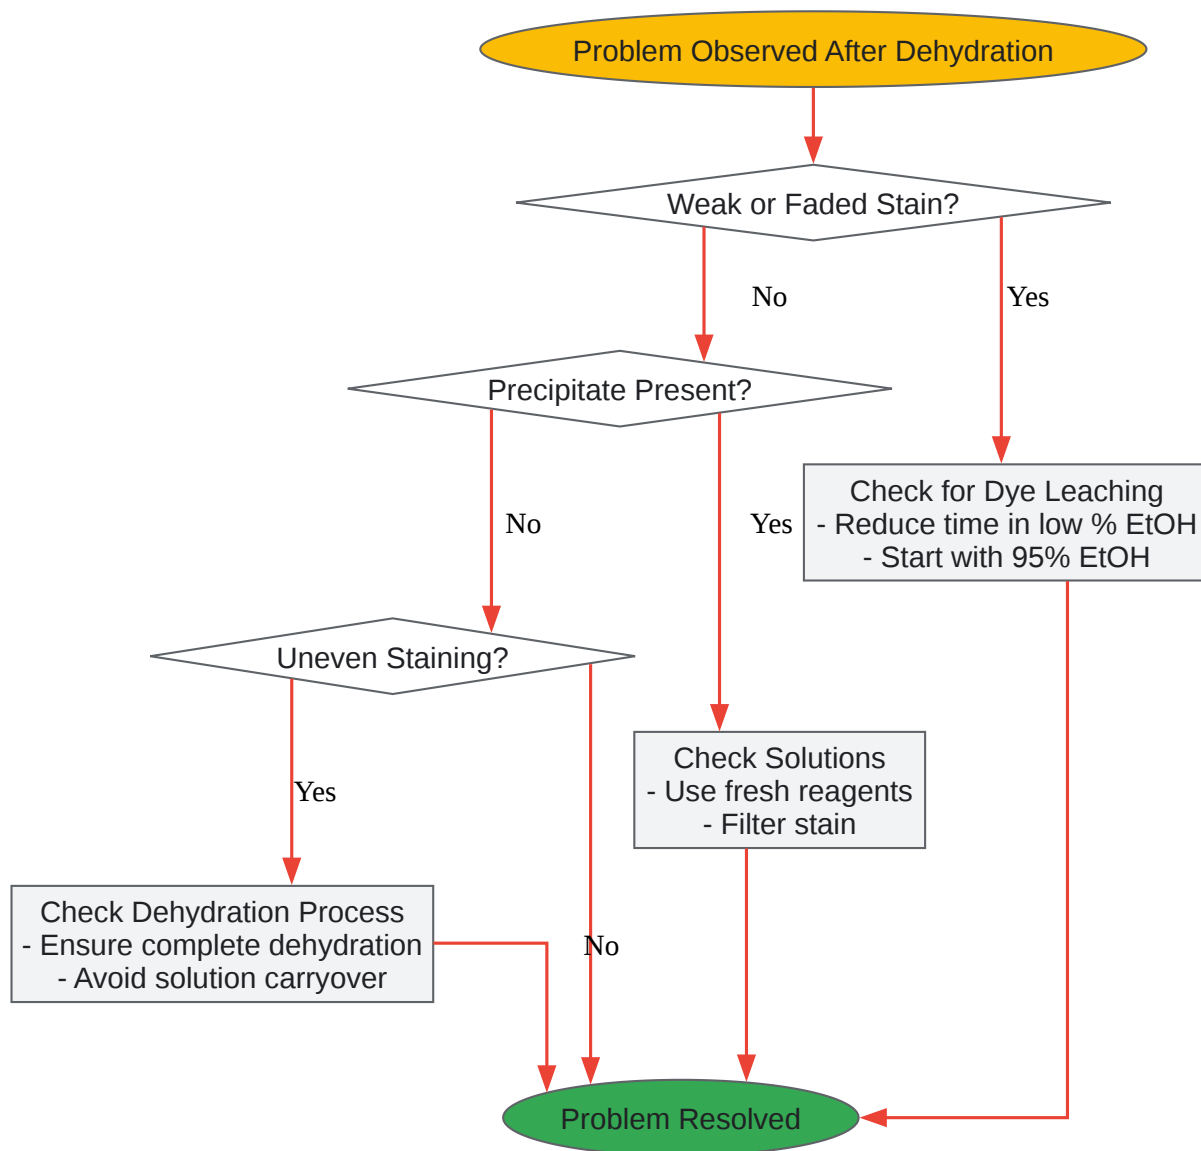 Problem Observed After Dehydration
Weak or Faded Stain?
No
Yes
Precipitate Present?
Check for Dye Leaching
- Reduce time in low % EtOH
- Start with 95% EtOH
No
Yes
Uneven Staining?
Check Solutions
- Use fresh reagents
- Filter stain
Yes
Check Dehydration Process
- Ensure complete dehydration
- Avoid solution carryover
No
Problem Resolved